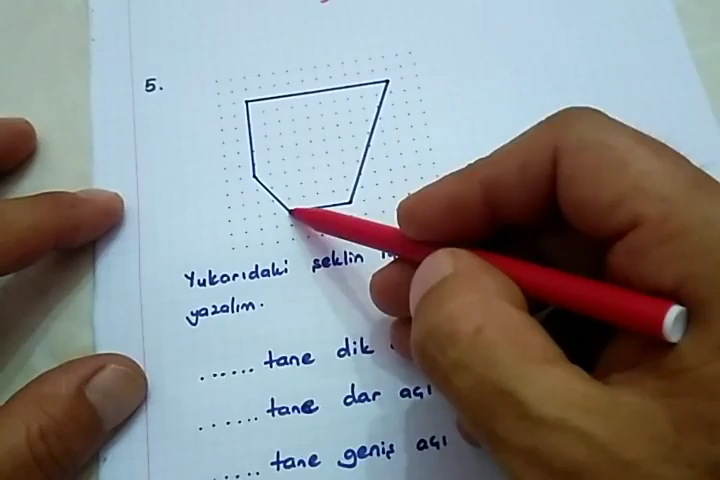 5.
Yukarıdaki şeklin
yazalım.
...... tane dik
...... tane dar açı
...... tane geniş açı